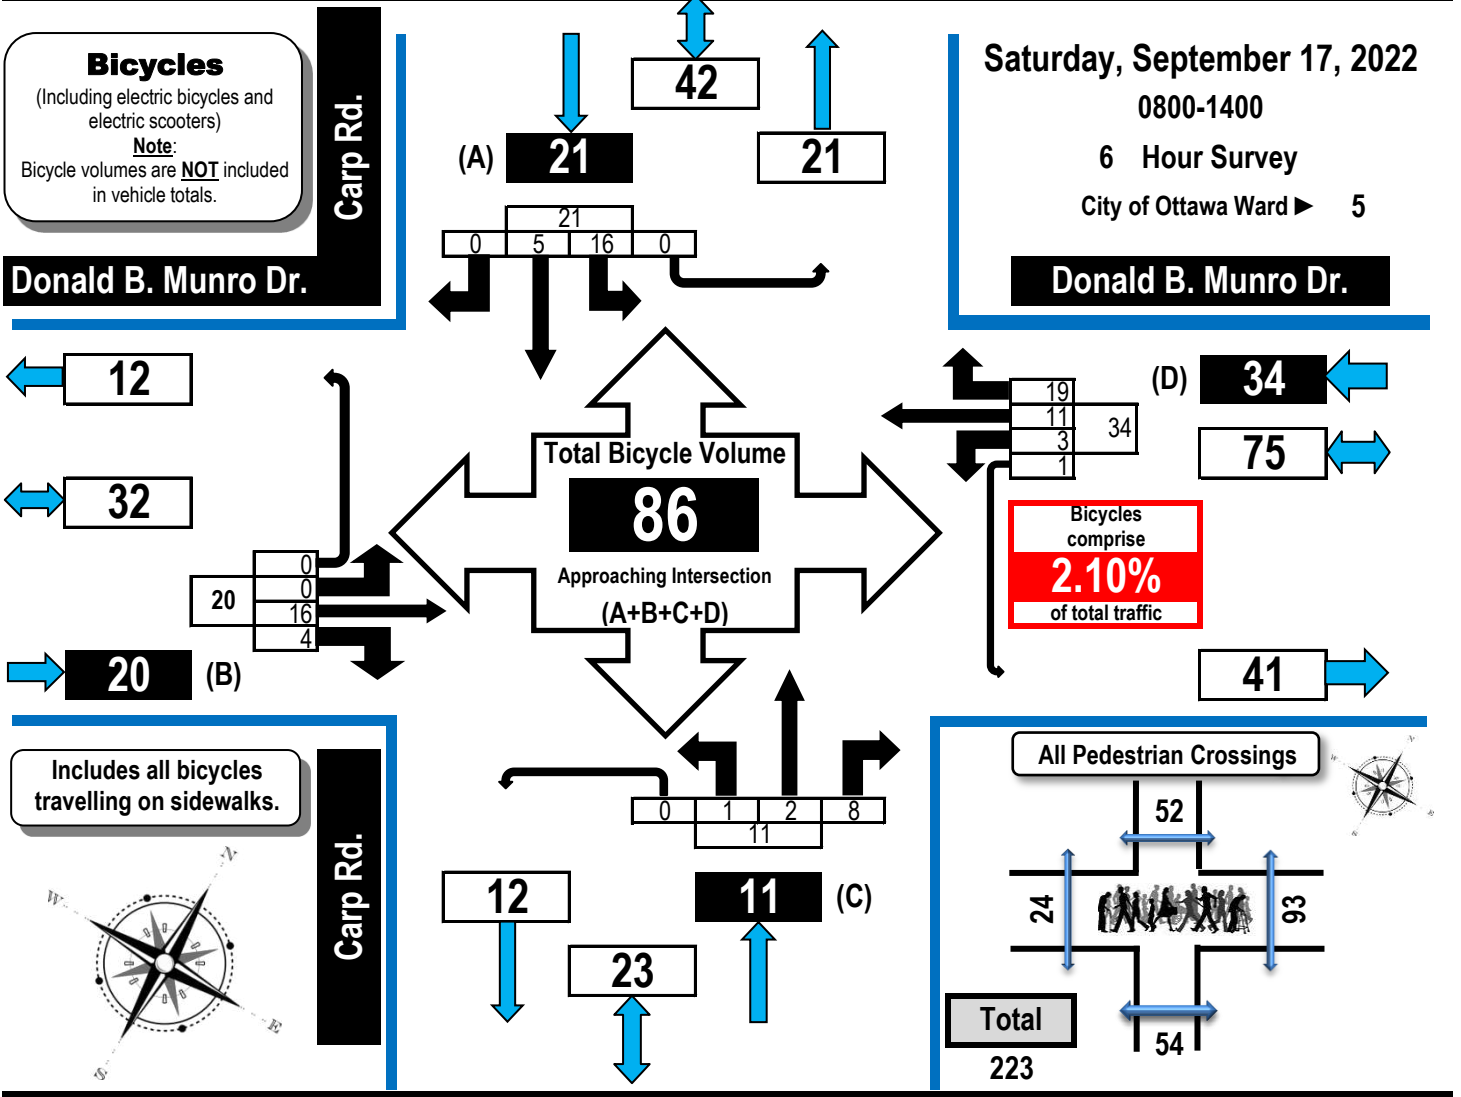 Bicycles
(Including electric bicycles and
electric scooters)
Note:
Bicycle volumes are NOT included
in vehicle totals.
Carp Rd.
Donald B. Munro Dr.
42
(A) 21
21
21
0 5 16 0
Saturday, September 17, 2022
0800-1400
6 Hour Survey
City of Ottawa Ward ► 5
Donald B. Munro Dr.
12
32
0
0
16
4
20
20 (B)
Total Bicycle Volume
86
Approaching Intersection
(A+B+C+D)
19
11
3
1
34
(D) 34
75
Bicycles
comprise
2.10%
of total traffic
41
Includes all bicycles
travelling on sidewalks.
Carp Rd.
N
W
E
S
0 1 2 8
11
12
11 (C)
23
All Pedestrian Crossings
N
W
E
S
52
24
93
54
Total
223